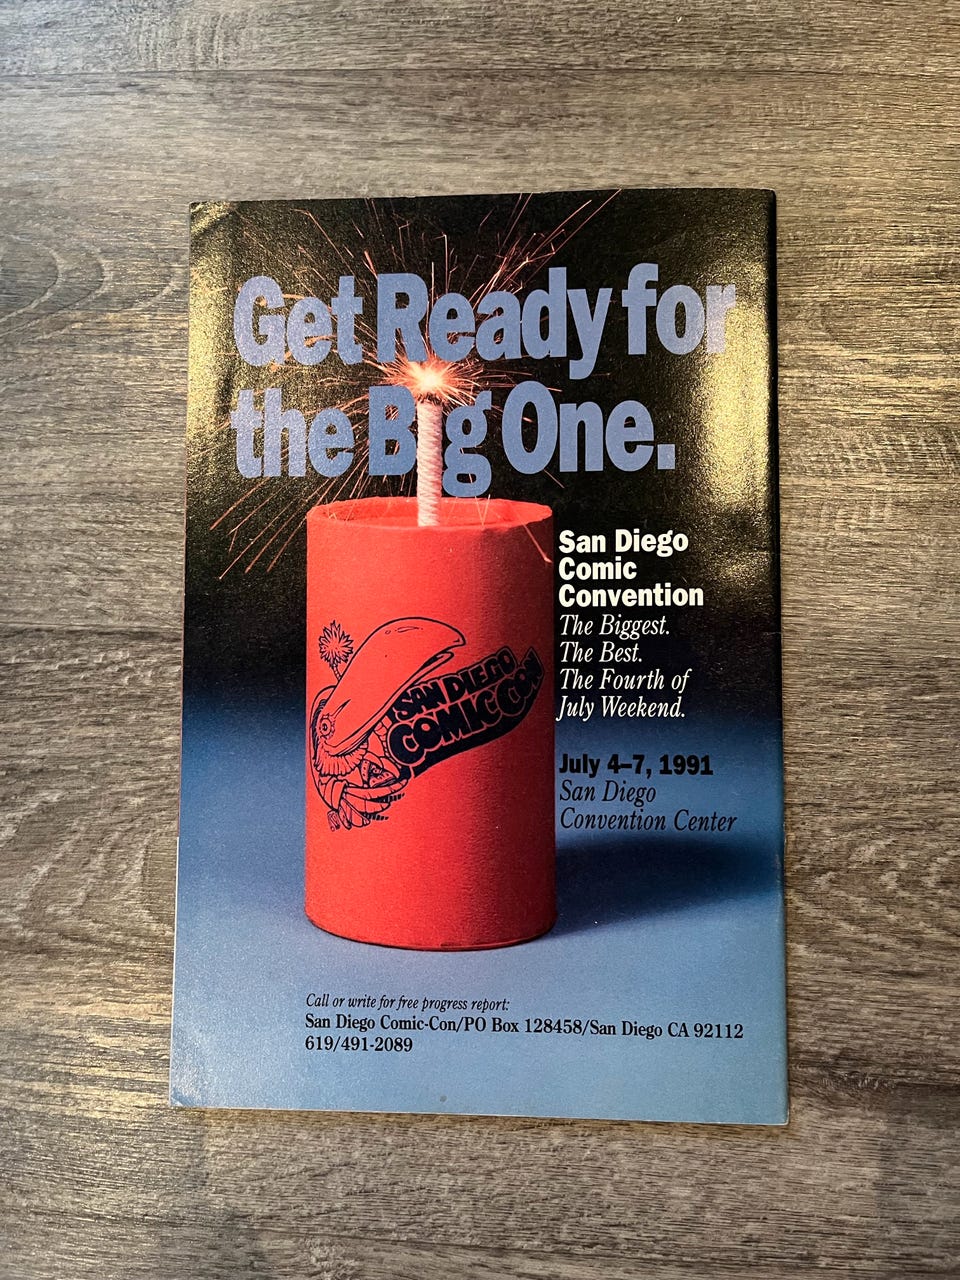 Get Ready for
the Big One.
San Diego
Comic
Convention
The Biggest.
The Best.
The Fourth of
July Weekend.
SAN DIEGO
COMIC CON
July 4–7, 1991
San Diego
Convention Center
Call or write for free progress report:
San Diego Comic-Con/PO Box 128458/San Diego CA 92112
619/491-2089